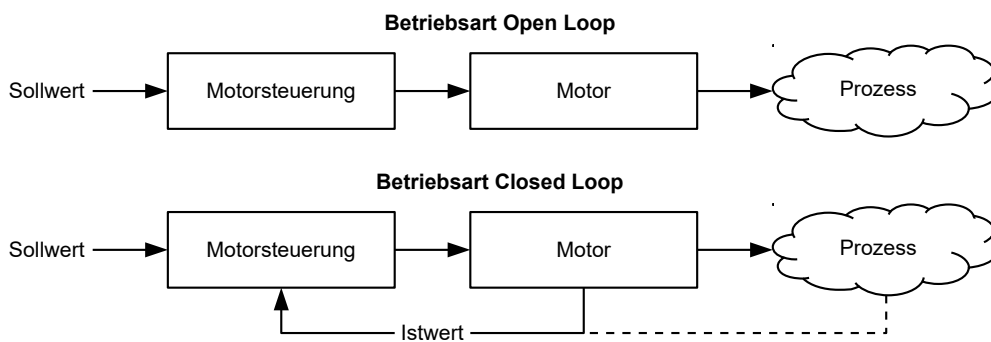 Betriebsart Open Loop
Sollwert
Motorsteuerung
Motor
Prozess
Betriebsart Closed Loop
Sollwert
Motorsteuerung
Motor
Prozess
Istwert